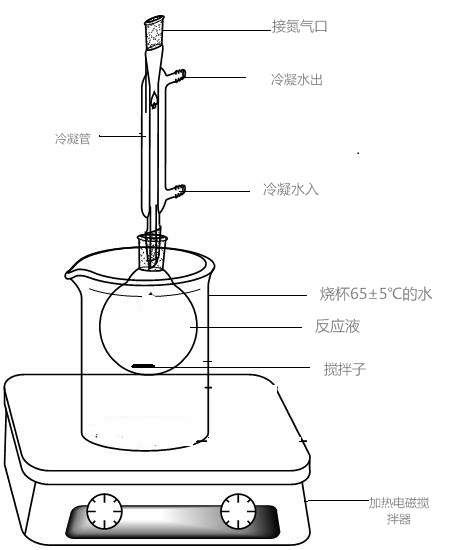 接氮气口
冷凝水出
冷凝管
冷凝水入
烧杯65±5℃的水
反应液
搅拌子
加热电磁搅
拌器